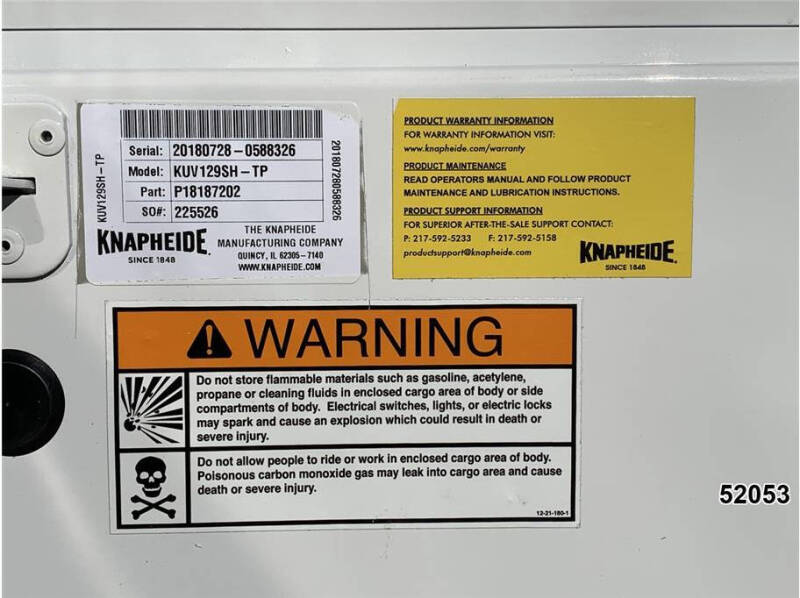 KUV129SH-TP
Serial: 20180728-0588326
Model: KUV129SH-TP
Part: P18187202
SO#: 225526
201807280588326
KNAPHEIDE
SINCE 1848
THE KNAPHEIDE
MANUFACTURING COMPANY
QUINCY, IL 62305-7140
WWW.KNAPHEIDE.COM
PRODUCT WARRANTY INFORMATION
FOR WARRANTY INFORMATION VISIT:
www.knapheide.com/warranty
PRODUCT MAINTENANCE
READ OPERATORS MANUAL AND FOLLOW PRODUCT
MAINTENANCE AND LUBRICATION INSTRUCTIONS.
PRODUCT SUPPORT INFORMATION
FOR SUPERIOR AFTER-THE-SALE SUPPORT CONTACT:
P: 217-592-5233 F: 217-592-5158
productsupport@knapheide.com
KNAPHEIDE.
SINCE 1848
WARNING
Do not store flammable materials such as gasoline, acetylene,
propane or cleaning fluids in enclosed cargo area of body or side
compartments of body. Electrical switches, lights, or electric locks
may spark and cause an explosion which could result in death or
severe injury.
Do not allow people to ride or work in enclosed cargo area of body.
Poisonous carbon monoxide gas may leak into cargo area and cause
death or severe injury.
12-21-180-1
52053